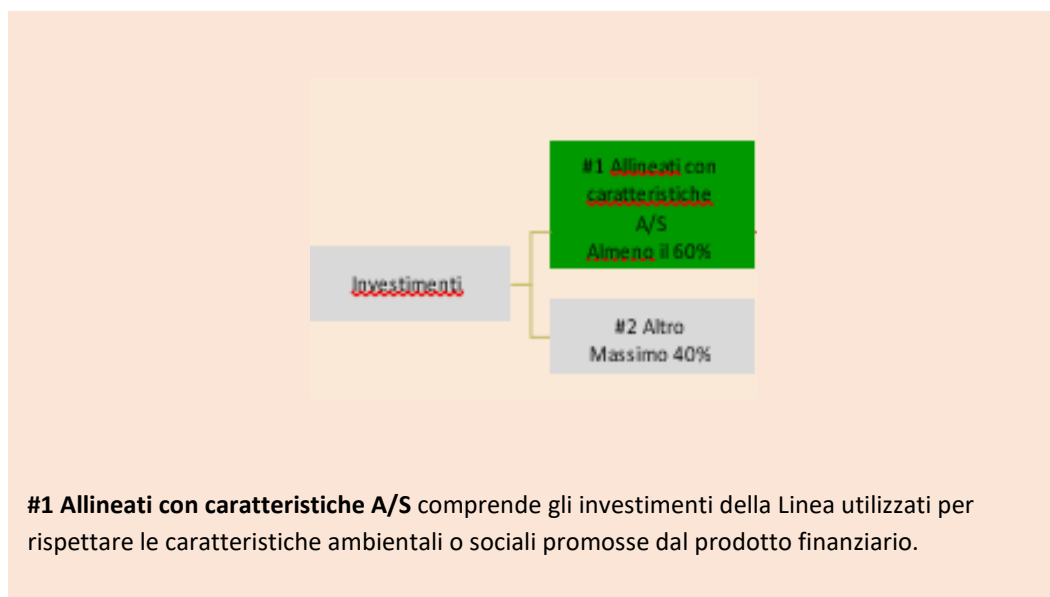 #1 Allineati con
caratteristiche
A/S
Almeno il 60%
Investimenti
#2 Altro
Massimo 40%
#1 Allineati con caratteristiche A/S comprende gli investimenti della Linea utilizzati per
rispettare le caratteristiche ambientali o sociali promosse dal prodotto finanziario.